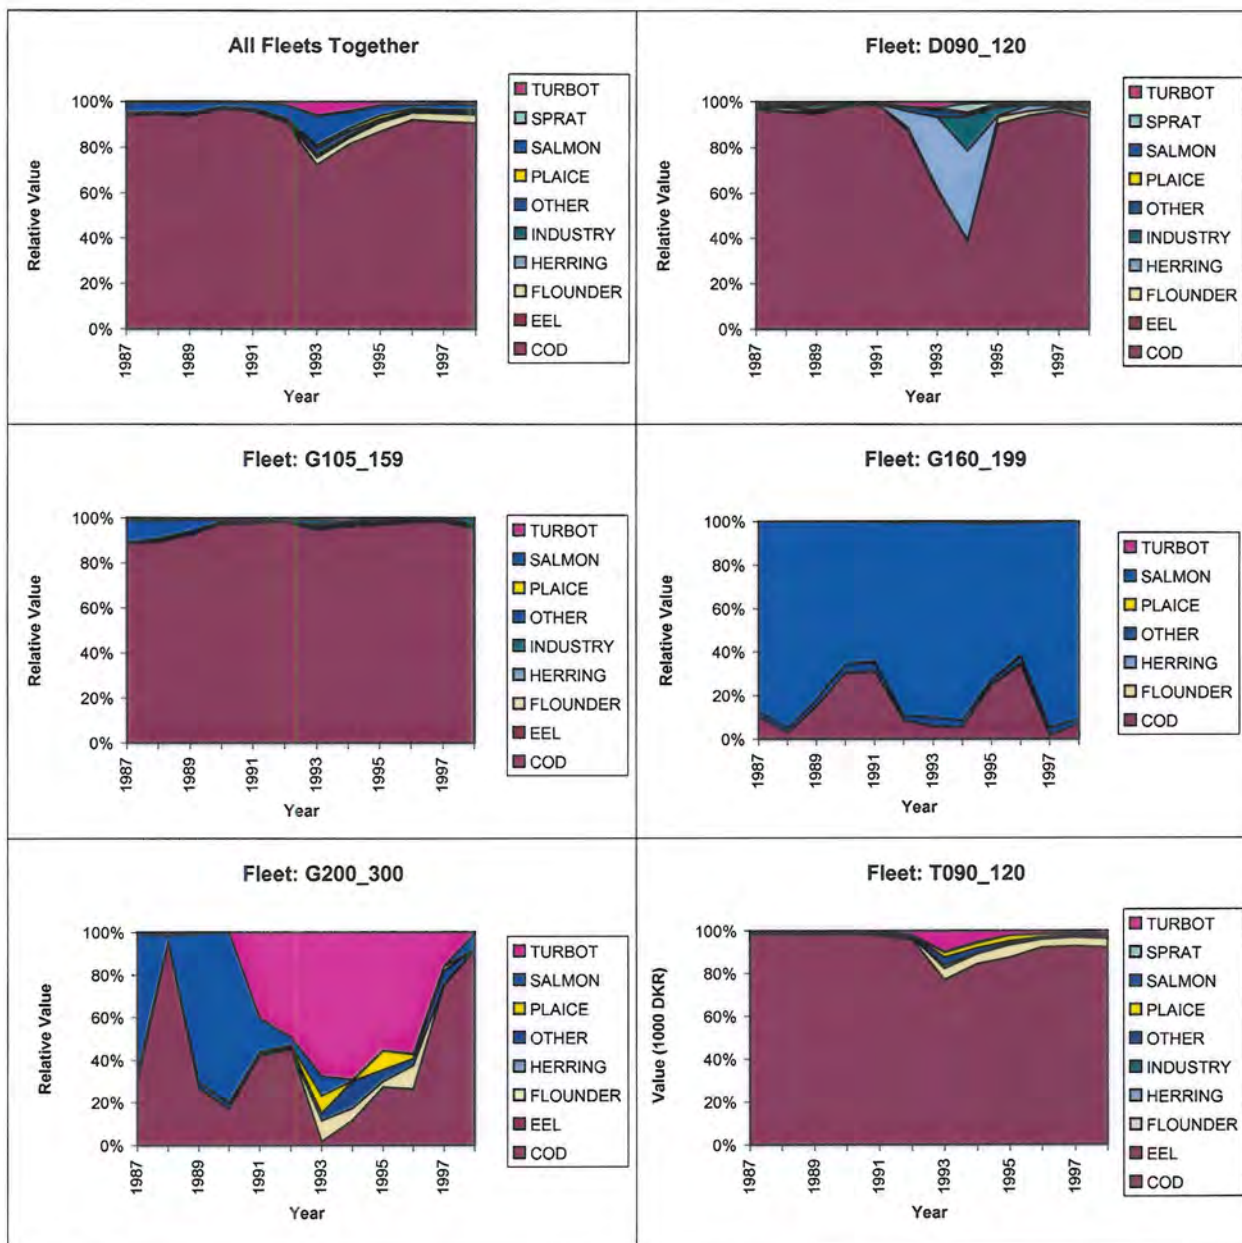 All Fleets Together
Relative Value
100%
80%
60%
40%
20%
0%
1987
1989
1991
1993
1995
1997
Year
TURBOT
SPRAT
SALMON
PLAICE
OTHER
INDUSTRY
HERRING
FLOUNDER
EEL
COD
Fleet: D090_120
Relative Value
100%
80%
60%
40%
20%
0%
1987
1989
1991
1993
1995
1997
Year
TURBOT
SPRAT
SALMON
PLAICE
OTHER
INDUSTRY
HERRING
FLOUNDER
EEL
COD
Fleet: G105_159
Relative Value
100%
80%
60%
40%
20%
0%
1987
1989
1991
1993
1995
1997
Year
TURBOT
SALMON
PLAICE
OTHER
INDUSTRY
HERRING
FLOUNDER
EEL
COD
Fleet: G160_199
Relative Value
100%
80%
60%
40%
20%
0%
1987
1989
1991
1993
1995
1997
Year
TURBOT
SALMON
PLAICE
OTHER
HERRING
FLOUNDER
COD
Fleet: G200_300
Relative Value
100%
80%
60%
40%
20%
0%
1987
1989
1991
1993
1995
1997
Year
TURBOT
SALMON
PLAICE
OTHER
HERRING
FLOUNDER
EEL
COD
Fleet: T090_120
Value (1000 DKR)
100%
80%
60%
40%
20%
0%
1987
1989
1991
1993
1995
1997
Year
TURBOT
SPRAT
SALMON
PLAICE
OTHER
INDUSTRY
HERRING
FLOUNDER
EEL
COD